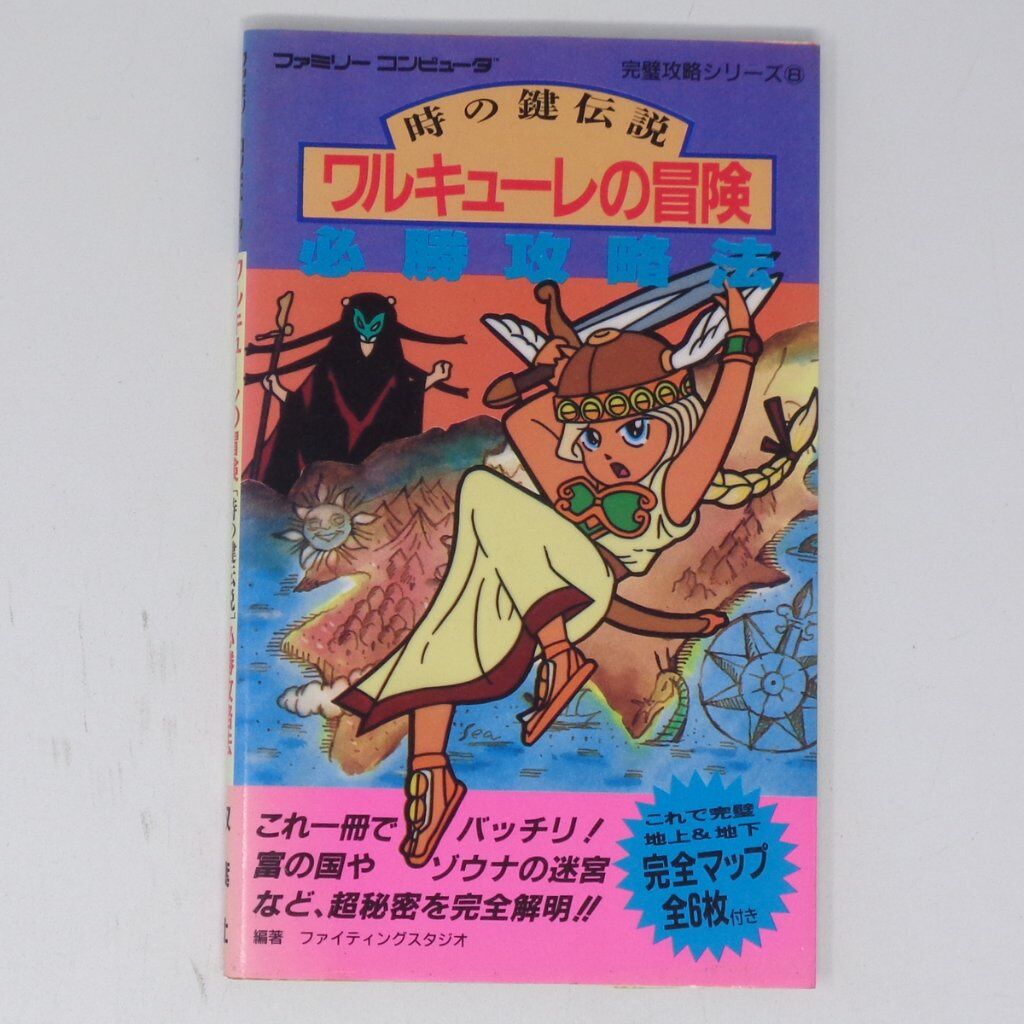 ファミリー コンピュータ™
完璧攻略シリーズ⑧
時の鍵伝説
ワルキューレの冒険
必勝攻略法
Sea
これ一冊で バッチリ!
富の国や ゾウナの迷宮
など、超秘密を完全解明!!
編著 ファイティングスタジオ
これで完璧
地上&地下
完全マップ
全6枚付き